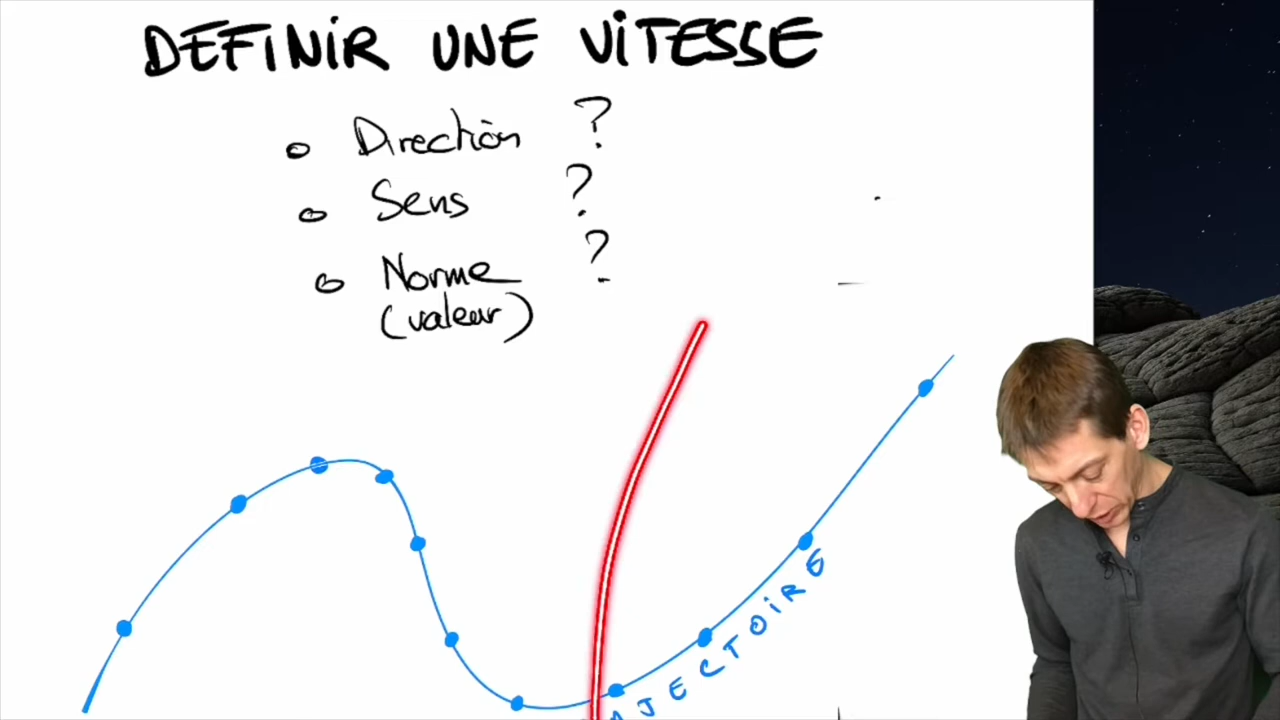 DEFINIR UNE VITESSE
o Direction ?
o Sens ?
o Norme ?
(valeur)
AJECTOIRE